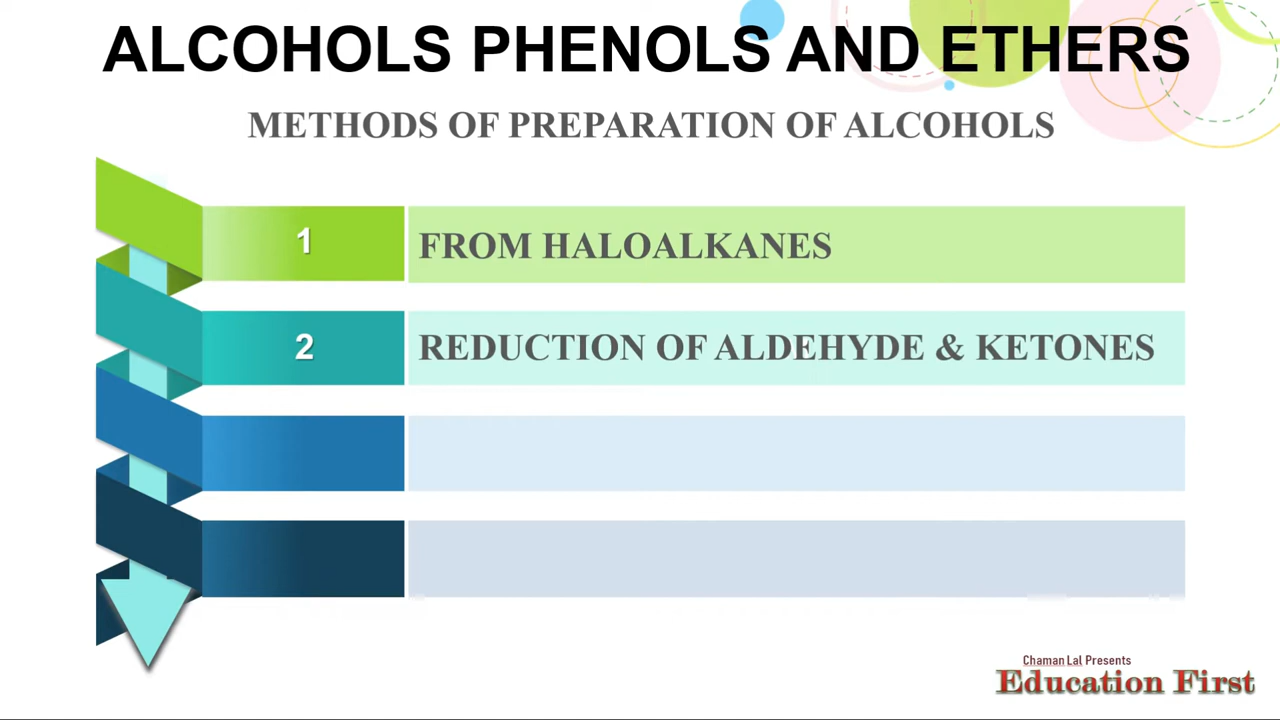 ALCOHOLS PHENOLS AND ETHERS
METHODS OF PREPARATION OF ALCOHOLS
1
FROM HALOALKANES
2
REDUCTION OF ALDEHYDE & KETONES
Chaman Lal Presents
Education First